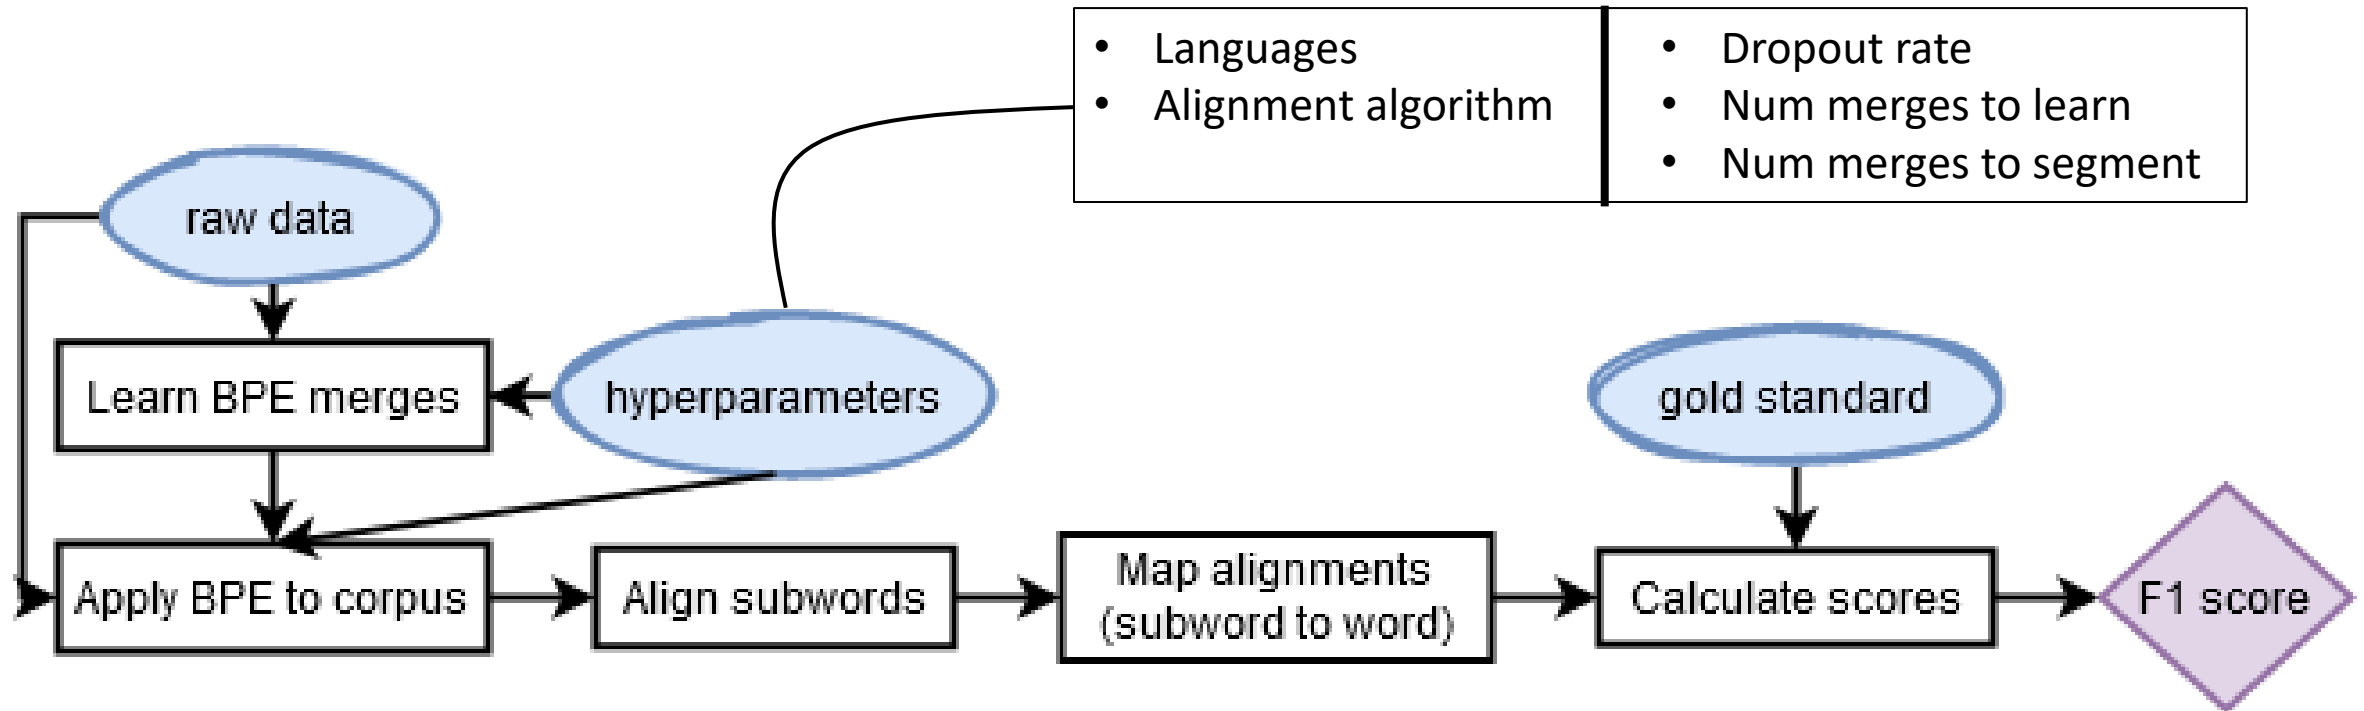 • Languages
• Alignment algorithm
• Dropout rate
• Num merges to learn
• Num merges to segment
raw data
Learn BPE merges
hyperparameters
gold standard
Apply BPE to corpus
Align subwords
Map alignments
(subword to word)
Calculate scores
F1 score